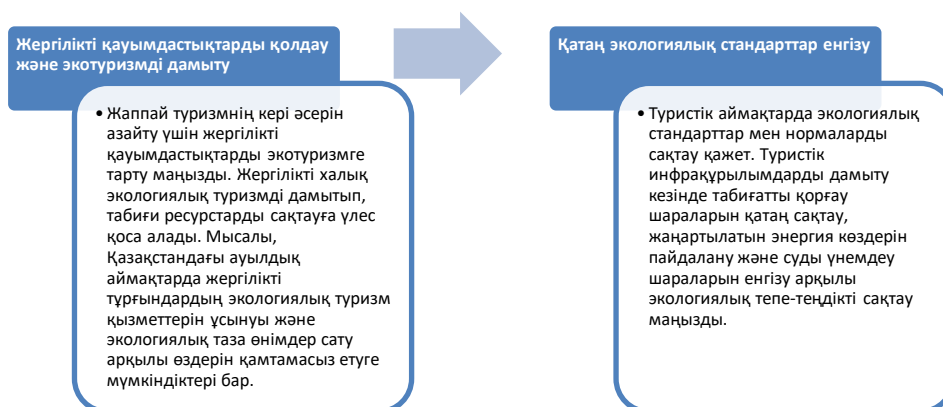 Жергілікті қауымдастықтарды қолдау
және экотуризмді дамыту
• Жаппай туризмнің кері әсерін
азайту үшін жергілікті
қауымдастықтарды экотуризмге
тарту маңызды. Жергілікті халық
экологиялық туризмді дамытып,
табиғи ресурстарды сақтауға үлес
қоса алады. Мысалы,
Қазақстандағы ауылдық
аймақтарда жергілікті
тұрғындардың экологиялық туризм
қызметтерін ұсынуы және
экологиялық таза өнімдер сату
арқылы өздерін қамтамасыз етуге
мүмкіндіктері бар.
Қатаң экологиялық стандарттар енгізу
• Туристік аймақтарда экологиялық
стандарттар мен нормаларды
сақтау қажет. Туристік
инфрақұрылымдарды дамыту
кезінде табиғатты қорғау
шараларын қатаң сақтау,
жаңартылатын энергия көздерін
пайдалану және суды үнемдеу
шараларын енгізу арқылы
экологиялық тепе-теңдікті сақтау
маңызды.